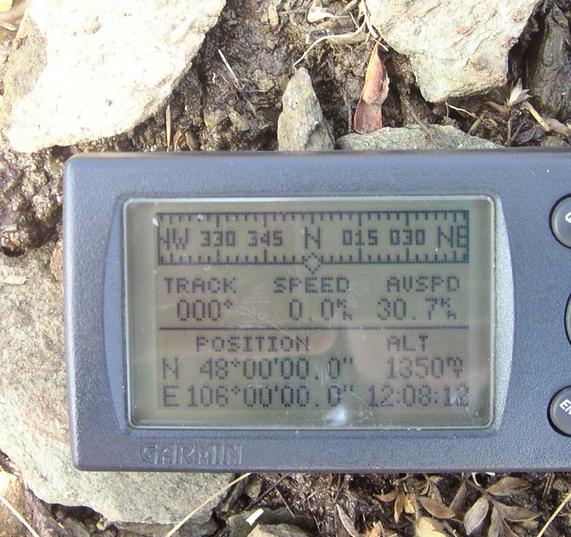 NW 330 345 N 015 030 NE
TRACK SPEED AVSPD
000° 0.0 30.7
POSITION ALT
N 48°00'00.0" 1350
E 106°00'00.0" 12:08:12
GARMIN